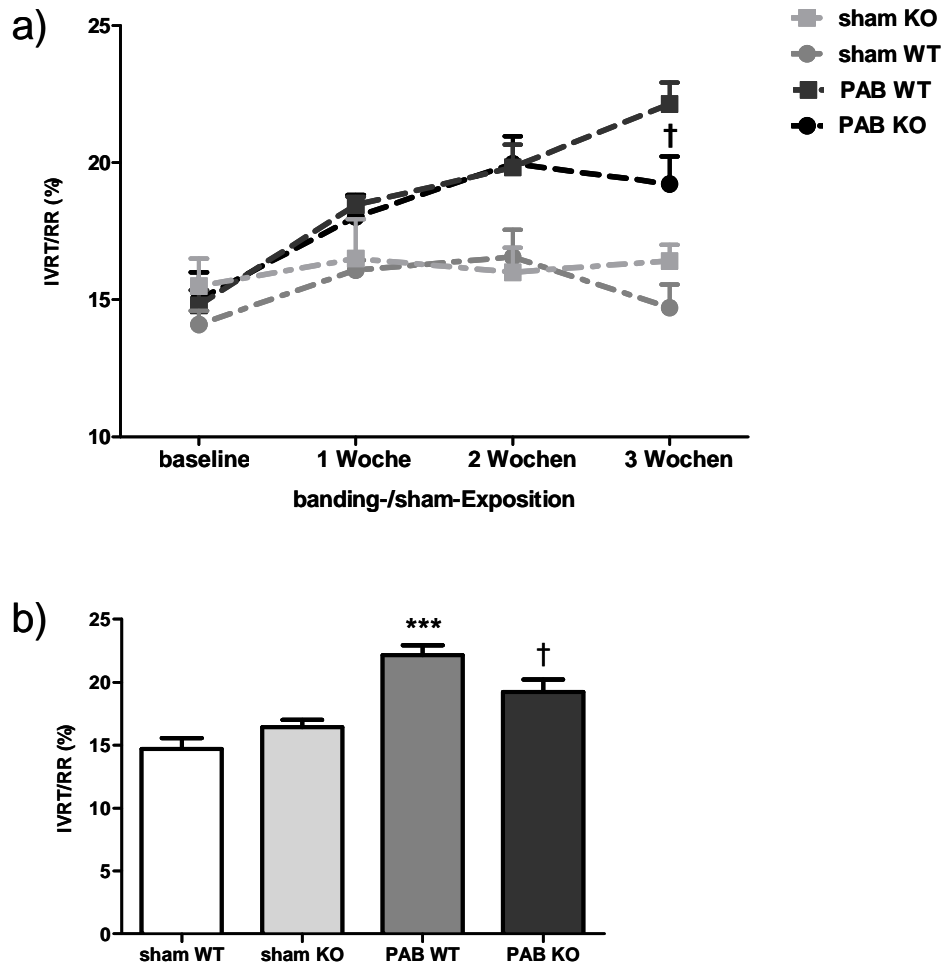 a)
25
20
15
10
IVRT/RR (%)
†
baseline 1 Woche 2 Wochen 3 Wochen
banding-/sham-Exposition
sham KO
sham WT
PAB WT
PAB KO
b)
25
20
15
10
5
0
IVRT/RR (%)
***
†
sham WT sham KO PAB WT PAB KO